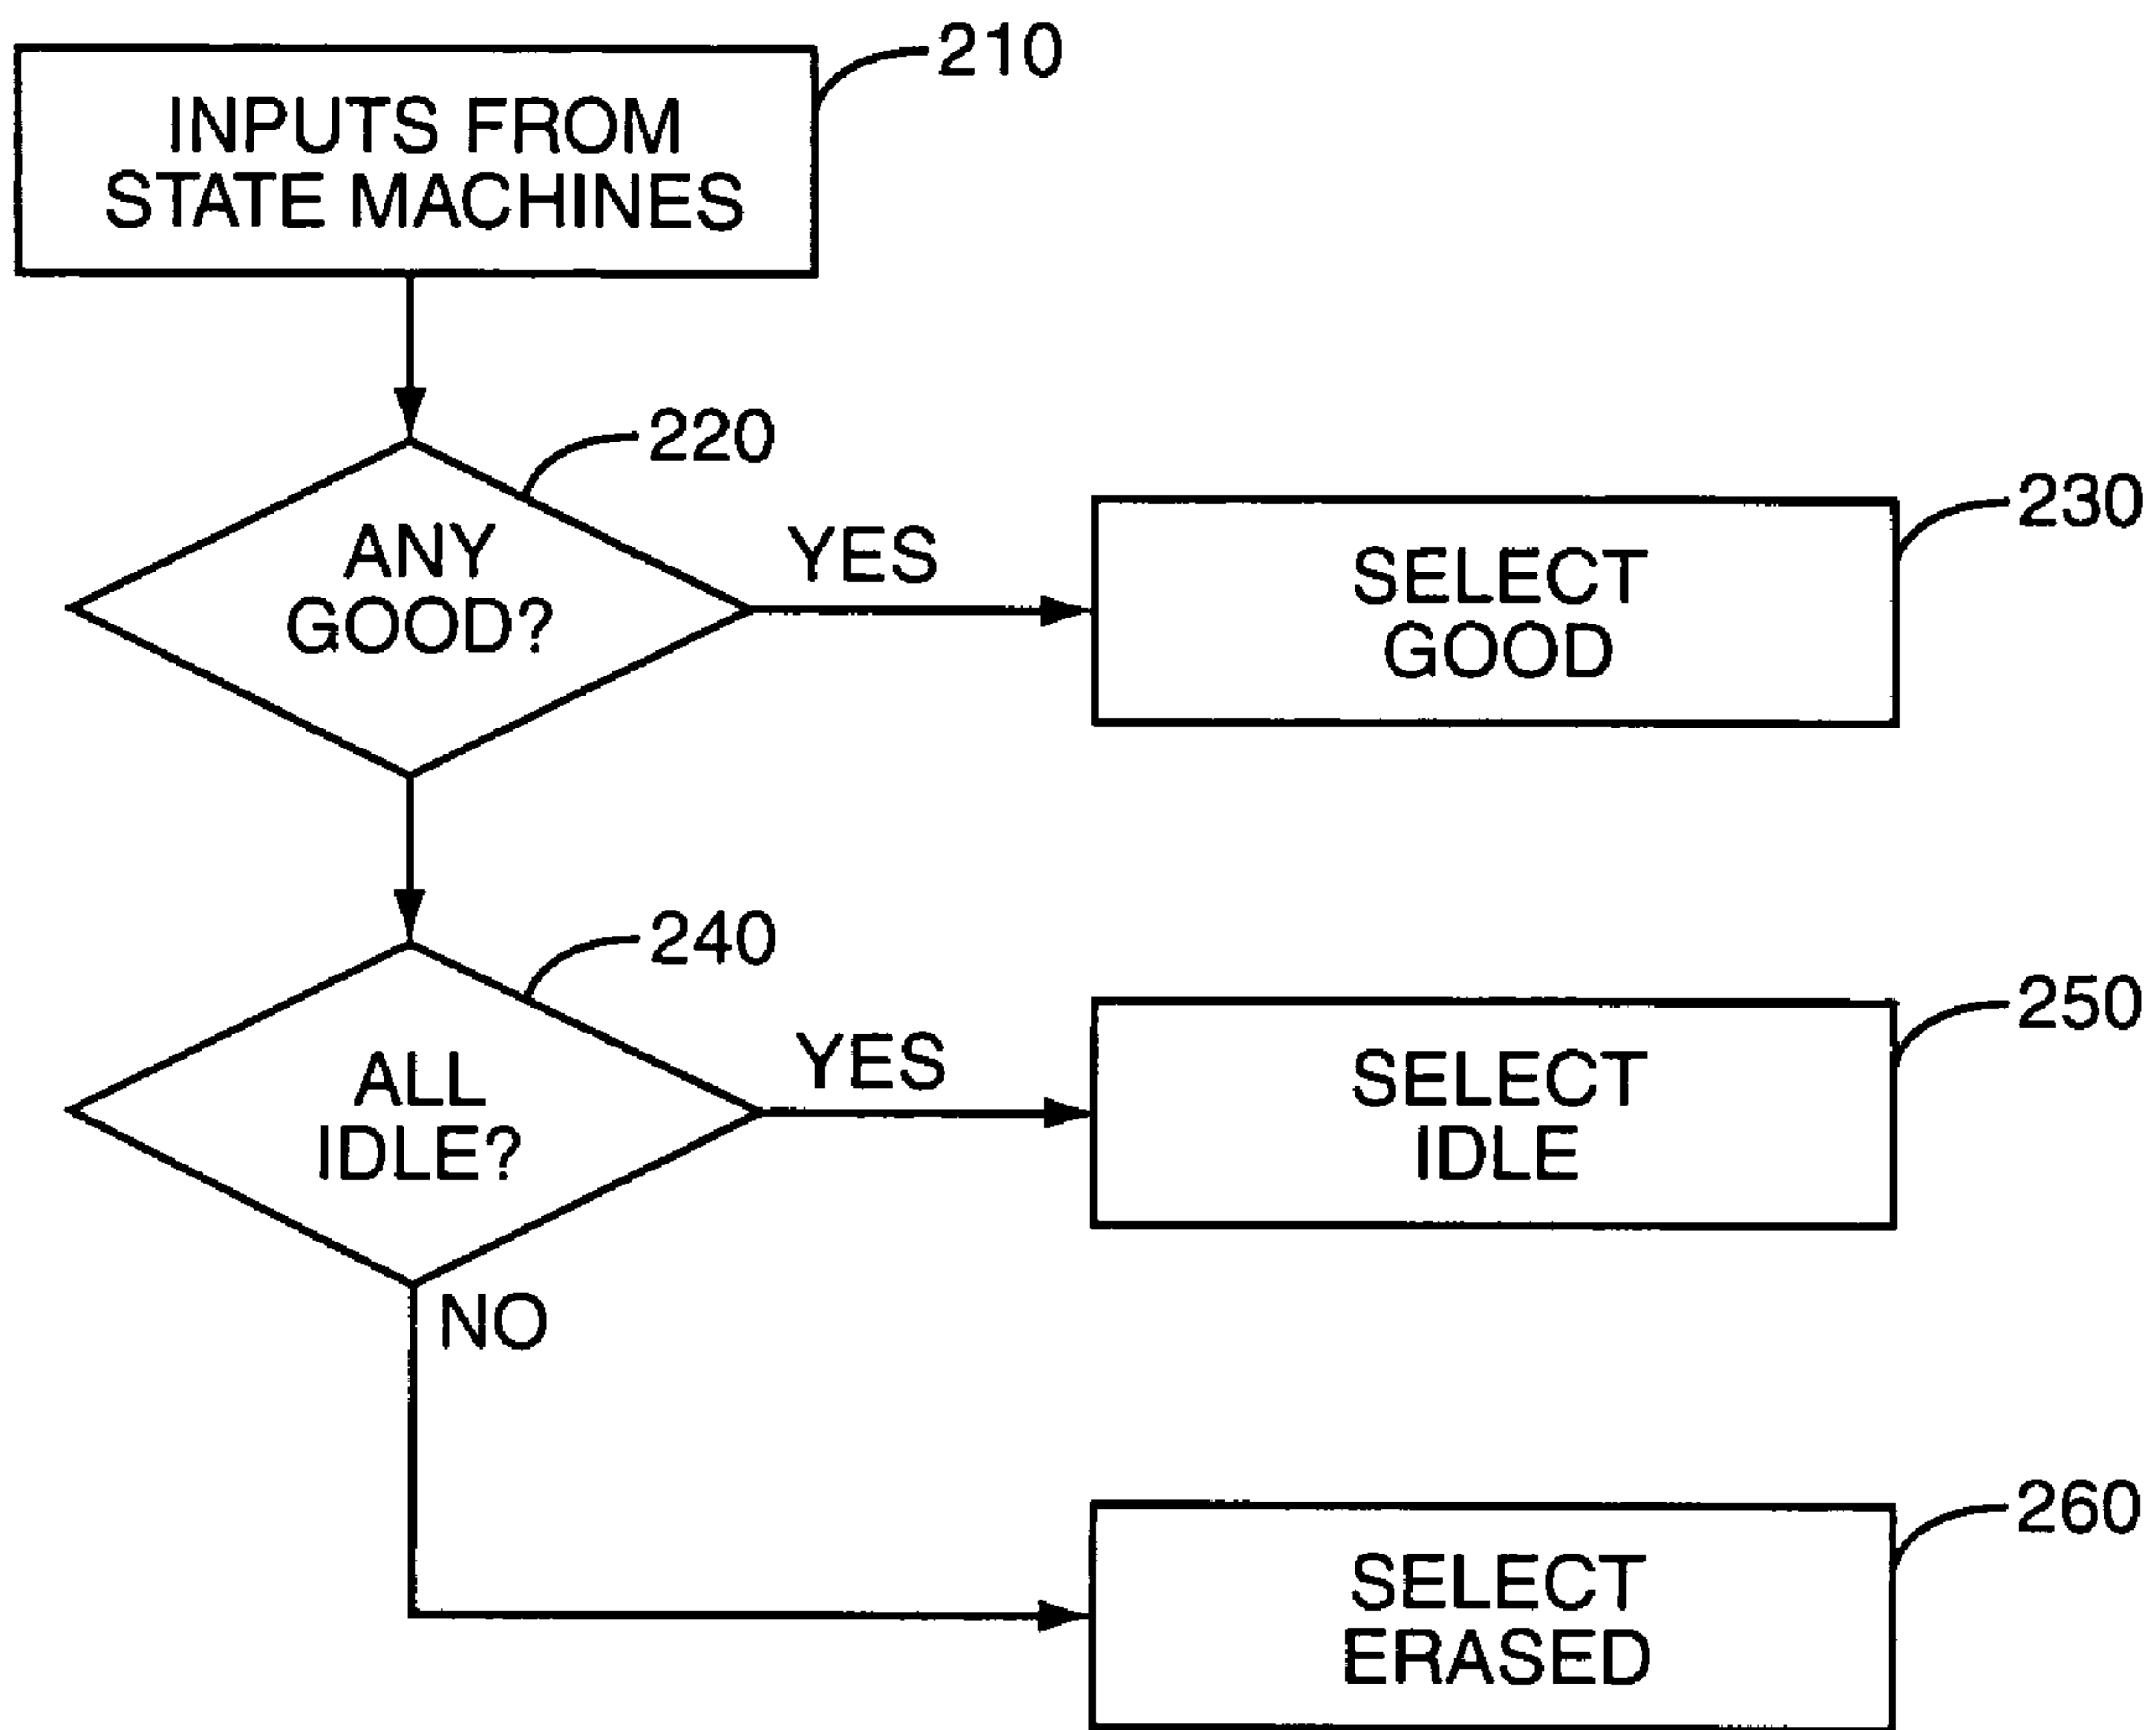 210
INPUTS FROM
STATE MACHINES
220
ANY
GOOD?
YES
230
SELECT
GOOD
240
ALL
IDLE?
YES
NO
250
SELECT
IDLE
260
SELECT
ERASED